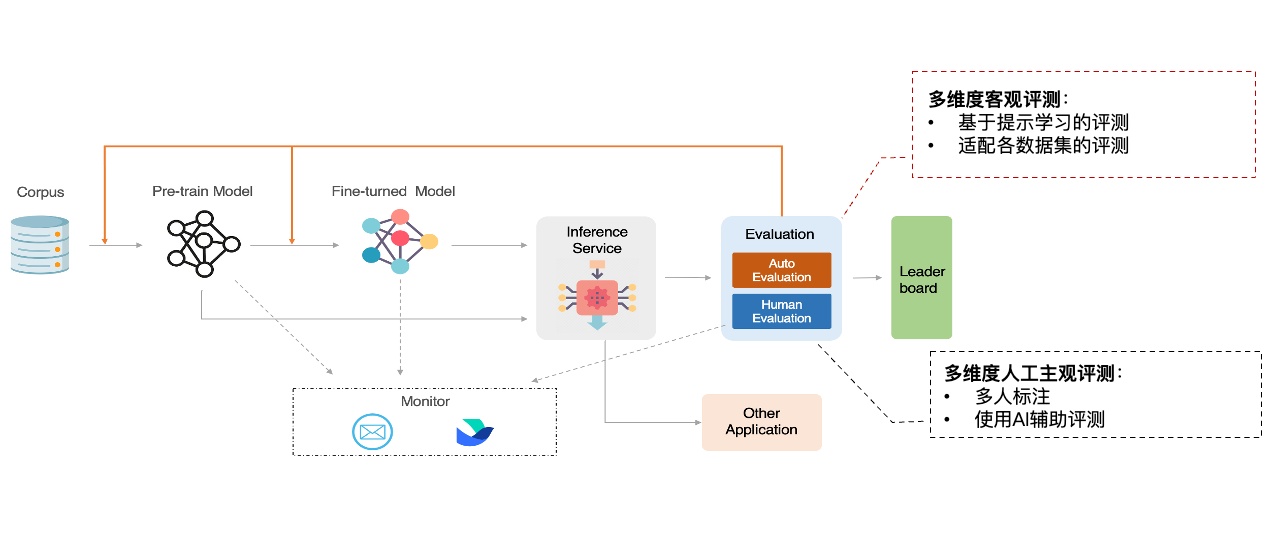 多维度客观评测：
• 基于提示学习的评测
• 适配各数据集的评测
Corpus
Pre-train Model
Fine-turned Model
Inference
Service
Evaluation
Auto
Evaluation
Human
Evaluation
Leader
board
Monitor
Other
Application
多维度人工主观评测：
• 多人标注
• 使用AI辅助评测